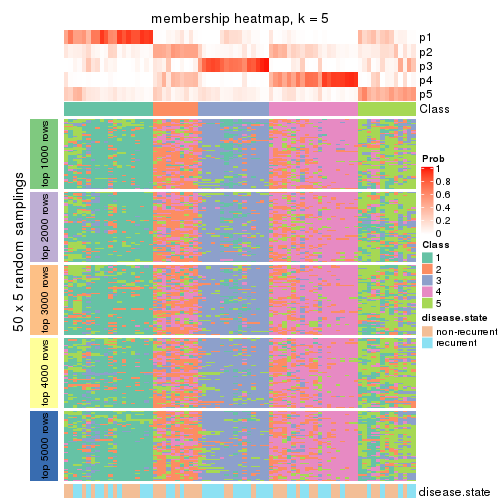 membership heatmap, k = 5
p1
p2
p3
p4
p5
Class
50 x 5 random samplings
top 1000 rows
top 2000 rows
top 3000 rows
top 4000 rows
top 5000 rows
disease.state
Prob
1
0.8
0.6
0.4
0.2
0
Class
1
2
3
4
5
disease.state
non-recurrent
recurrent